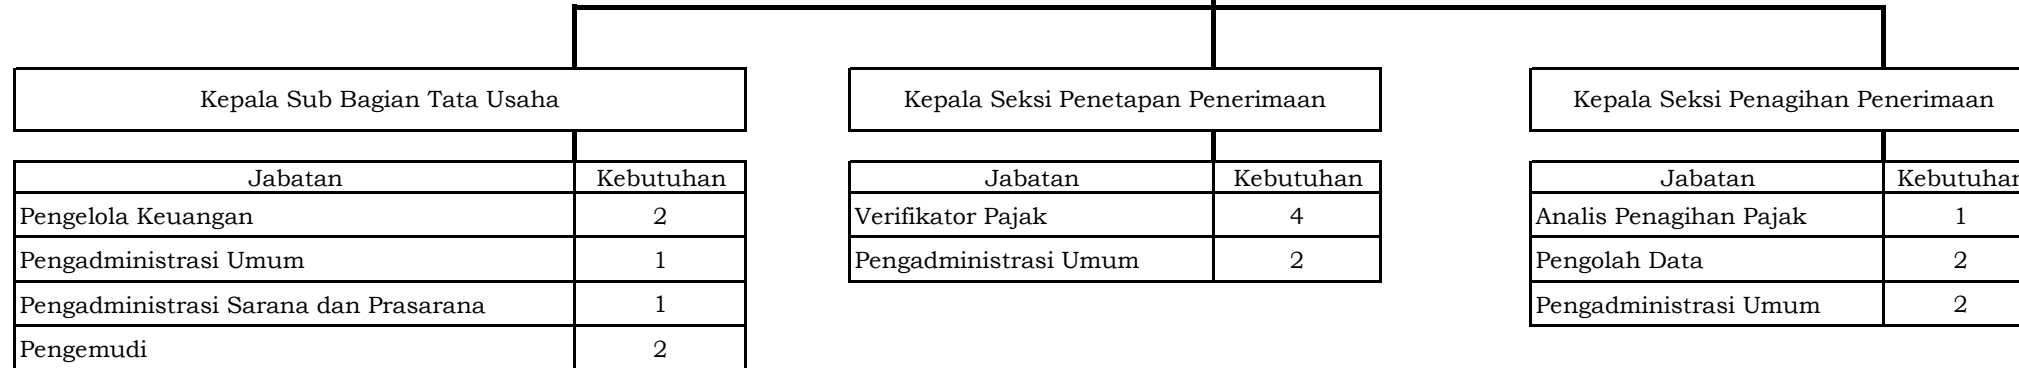 Kepala Sub Bagian Tata Usaha
Jabatan Kebutuhan
Pengelola Keuangan 2
Pengadministrasi Umum 1
Pengadministrasi Sarana dan Prasarana 1
Pengemudi 2
Kepala Seksi Penetapan Penerimaan
Jabatan Kebutuhan
Verifikator Pajak 4
Pengadministrasi Umum 2
Kepala Seksi Penagihan Penerimaan
Jabatan Kebutuhan
Analis Penagihan Pajak 1
Pengolah Data 2
Pengadministrasi Umum 2